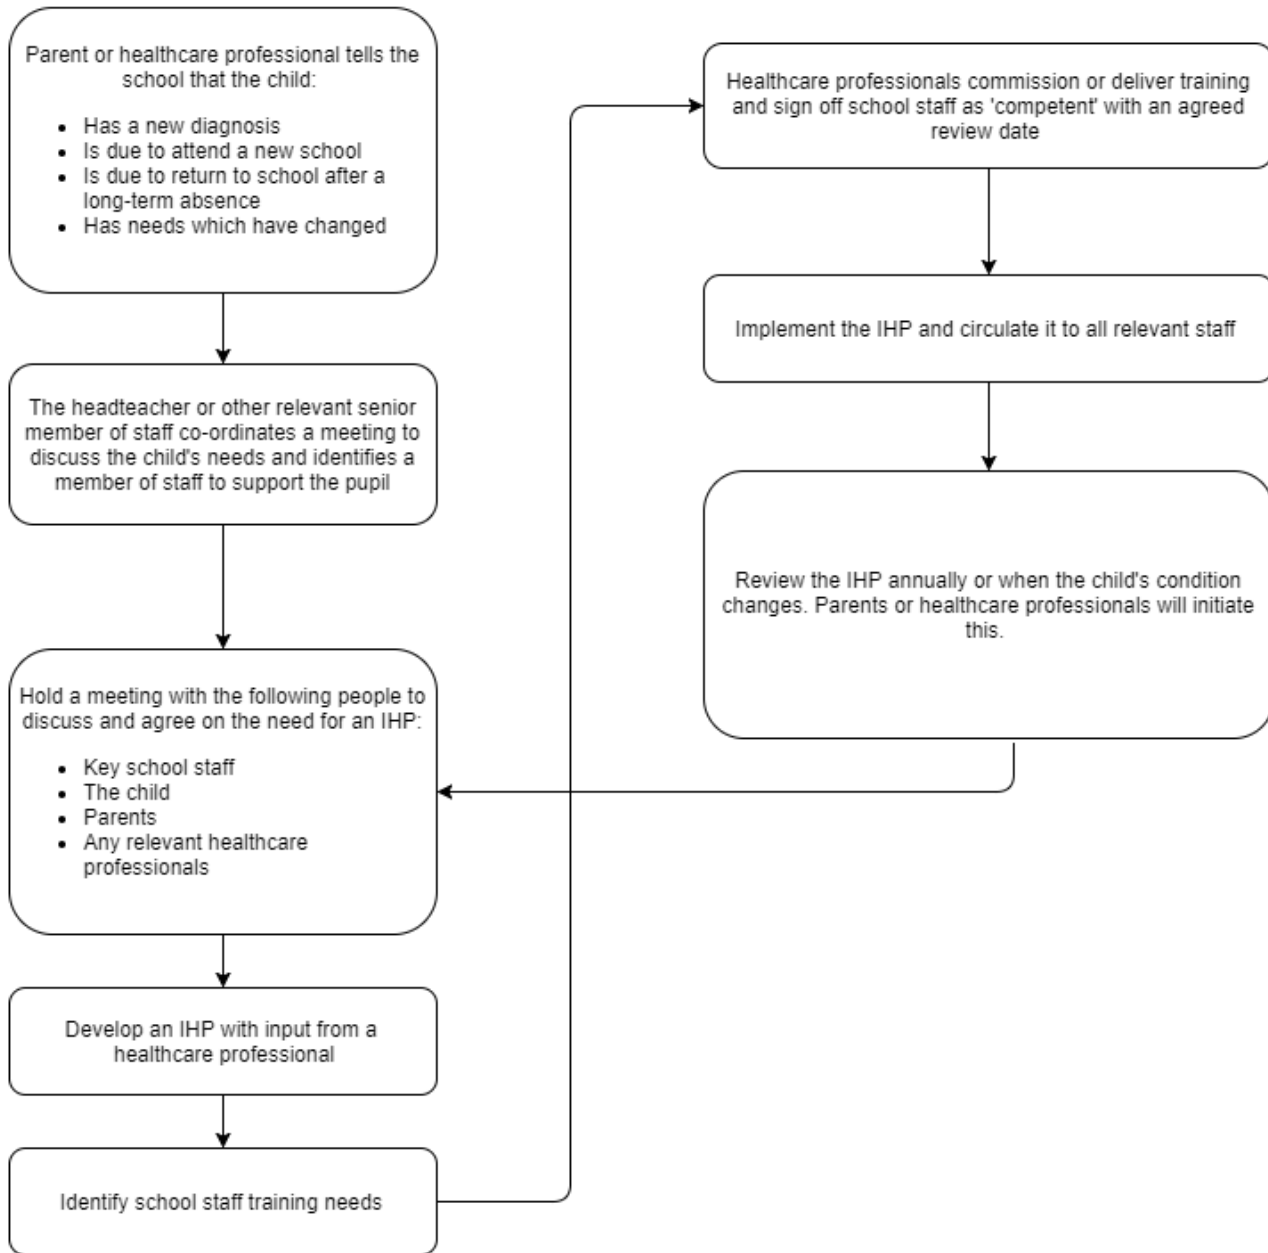 Parent or healthcare professional tells the
school that the child:
• Has a new diagnosis
• Is due to attend a new school
• Is due to return to school after a
long-term absence
• Has needs which have changed
The headteacher or other relevant senior
member of staff co-ordinates a meeting to
discuss the child's needs and identifies a
member of staff to support the pupil
Hold a meeting with the following people to
discuss and agree on the need for an IHP:
• Key school staff
• The child
• Parents
• Any relevant healthcare
professionals
Develop an IHP with input from a
healthcare professional
Identify school staff training needs
Healthcare professionals commission or deliver training
and sign off school staff as 'competent' with an agreed
review date
Implement the IHP and circulate it to all relevant staff
Review the IHP annually or when the child's condition
changes. Parents or healthcare professionals will initiate
this.